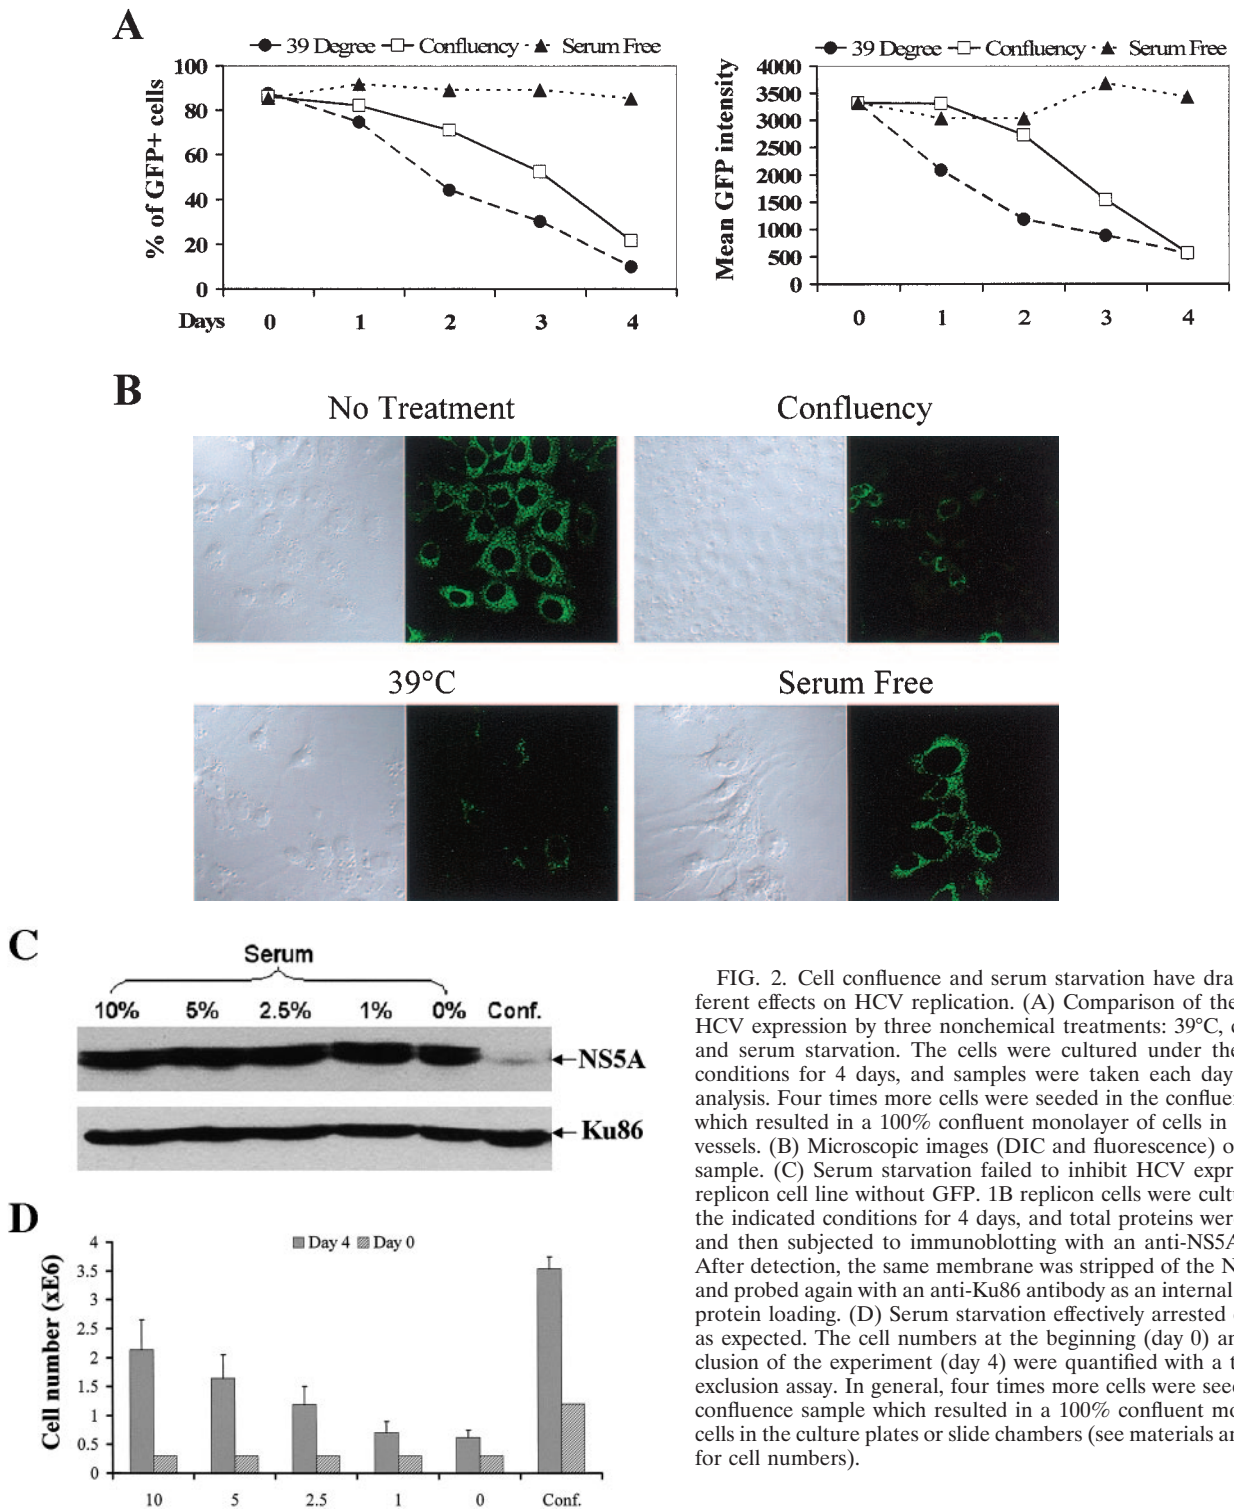 A
39 Degree Confluency Serum Free
100
80
60
40
20
0
% of GFP+ cells
Days 0 1 2 3 4
39 Degree Confluency Serum Free
4000
3500
3000
2500
2000
1500
1000
500
0
Mean GFP intensity
0 1 2 3 4
B
No Treatment
Confluency
39°C
Serum Free
C
Serum
10% 5% 2.5% 1% 0% Conf.
NS5A
Ku86
D
Day 4 Day 0
4
3.5
3
2.5
2
1.5
1
0.5
0
Cell number (xE6)
10 5 2.5 1 0 Conf.
FIG. 2. Cell confluence and serum starvation have dra
ferent effects on HCV replication. (A) Comparison of the
HCV expression by three nonchemical treatments: 39°C,
and serum starvation. The cells were cultured under the
conditions for 4 days, and samples were taken each day
analysis. Four times more cells were seeded in the confluen
which resulted in a 100% confluent monolayer of cells in
vessels. (B) Microscopic images (DIC and fluorescence) o
sample. (C) Serum starvation failed to inhibit HCV expr
replicon cell line without GFP. 1B replicon cells were cultu
the indicated conditions for 4 days, and total proteins wer
and then subjected to immunoblotting with an anti-NS5A
After detection, the same membrane was stripped of the N
and probed again with an anti-Ku86 antibody as an internal
protein loading. (D) Serum starvation effectively arrested
as expected. The cell numbers at the beginning (day 0) an
clusion of the experiment (day 4) were quantified with a t
exclusion assay. In general, four times more cells were seed
confluence sample which resulted in a 100% confluent mo
cells in the culture plates or slide chambers (see materials an
for cell numbers).